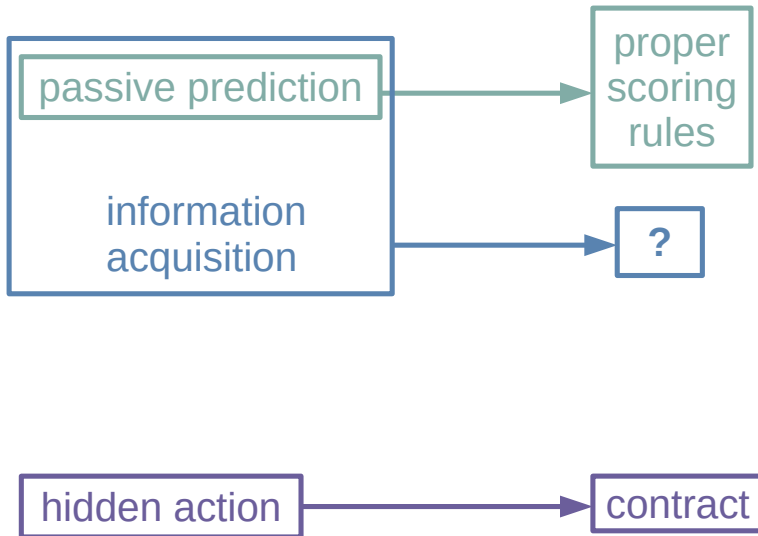 passive prediction
proper
scoring
rules
information
acquisition
?
hidden action
contract